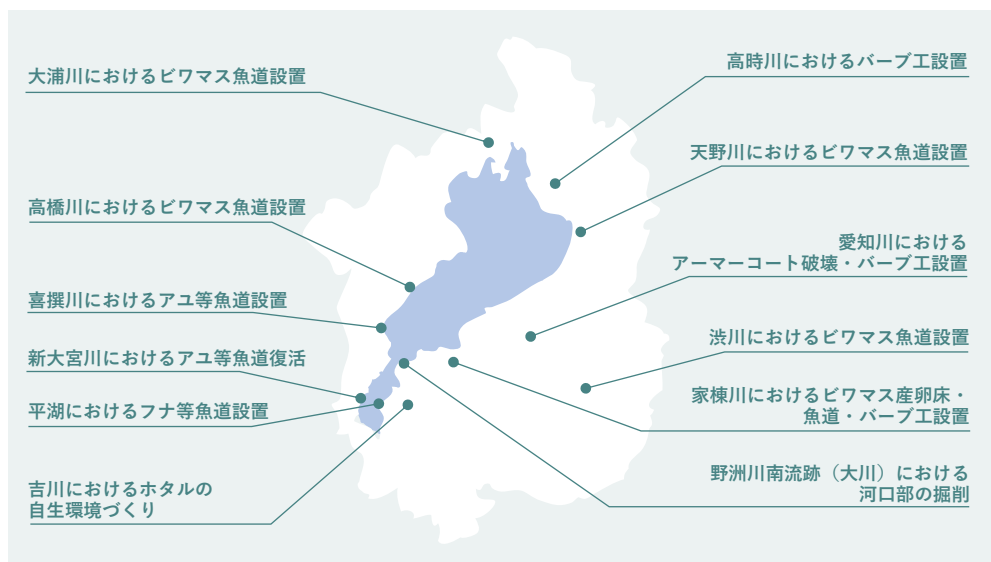 大浦川におけるビワマス魚道設置
高橋川におけるビワマス魚道設置
喜撰川におけるアユ等魚道設置
新大宮川におけるアユ等魚道復活
平湖におけるフナ等魚道設置
吉川におけるホタルの
自生環境づくり
高時川におけるバーブ工設置
天野川におけるビワマス魚道設置
愛知川における
アーマーコート破壊・バーブ工設置
渋川におけるビワマス魚道設置
家棟川におけるビワマス産卵床・
魚道・バーブ工設置
野洲川南流跡（大川）における
河口部の掘削